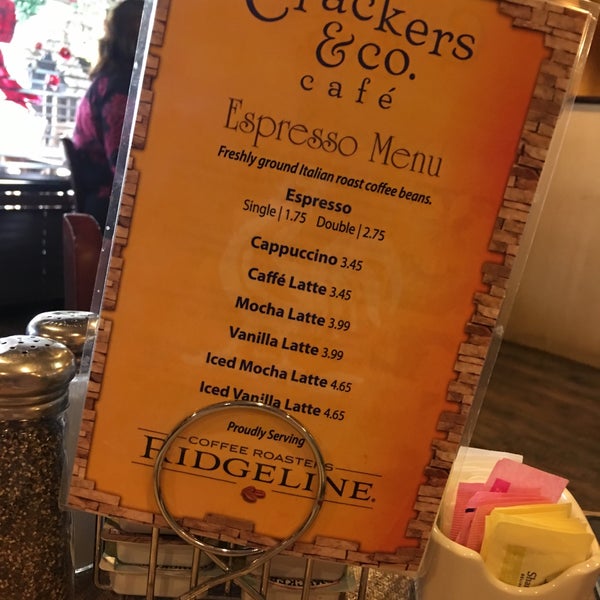 Crackers
& co.
café
Espresso Menu
Freshly ground Italian roast coffee beans.
Espresso
Single | 1.75 Double | 2.75
Cappuccino 3.45
Caffé Latte 3.45
Mocha Latte 3.99
Vanilla Latte 3.99
Iced Mocha Latte 4.65
Iced Vanilla Latte 4.65
Proudly Serving
COFFEE ROASTERS
RIDGELINE